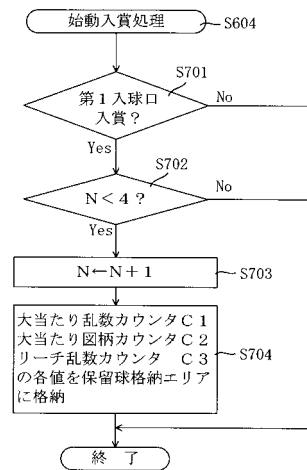 始動入賞処理
S604
S701
第１入球口
入賞？
No
Yes
S702
Ｎ＜４？
No
Yes
Ｎ←Ｎ＋１
S703
大当たり乱数カウンタＣ１
大当たり図柄カウンタＣ２
リーチ乱数カウンタ　Ｃ３
の各値を保留球格納エリア
に格納
S704
終　了